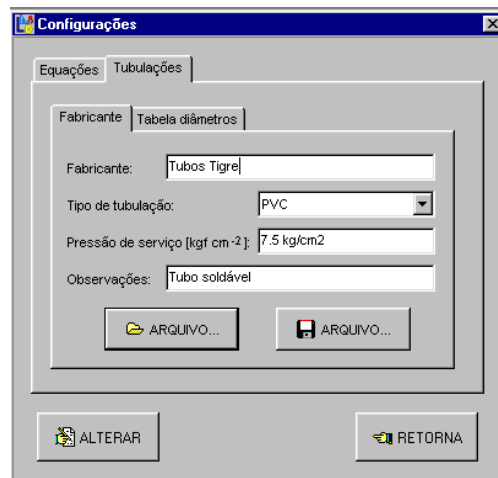 Configurações
Equações Tubulações
Fabricante Tabela diâmetros
Fabricante: Tubos Tigre
Tipo de tubulação: PVC
Pressão de serviço [kgf cm -2 ]: 7.5 kg/cm2
Observações: Tubo soldável
ARQUIVO... ARQUIVO...
ALTERAR RETORNA